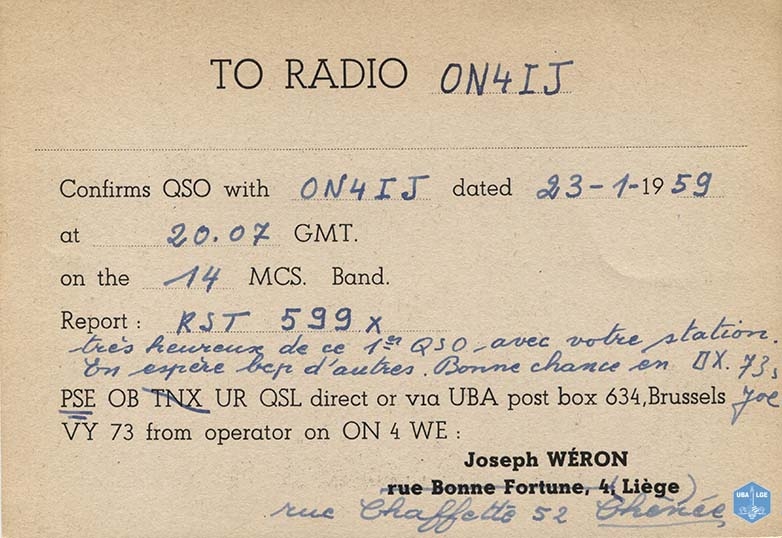 TO RADIO ON4IJ
Confirms QSO with ON4IJ dated 23-1-1959
at 20.07 GMT.
on the 14 MCS. Band.
Report : RST 599x
très heureux de ce 1er QSO avec votre station.
En espère bcp d'autres. Bonne chance en DX. 73,
PSE OB TNX UR QSL direct or via UBA post box 634, Brussels Joe
VY 73 from operator on ON 4 WE :
Joseph WÉRON
rue Bonne Fortune, 4, Liège
rue Chaffette 52 Chênée
UBA LGE